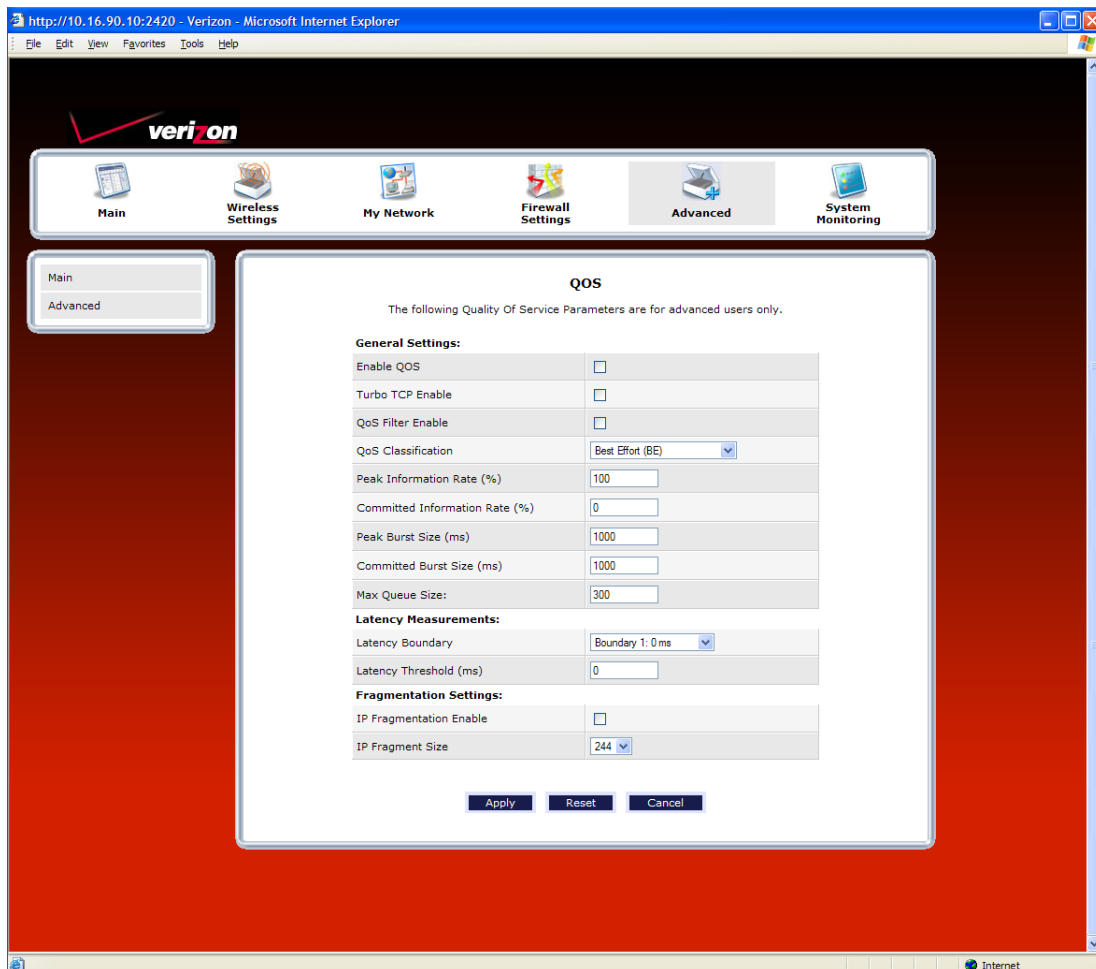 http://10.16.90.10:2420 - Verizon - Microsoft Internet Explorer
File Edit View Favorites Tools Help
verizon
Main
Wireless Settings
My Network
Firewall Settings
Advanced
System Monitoring
Main
Advanced
QOS
The following Quality Of Service Parameters are for advanced users only.
General Settings:
Enable QOS
Turbo TCP Enable
QoS Filter Enable
QoS Classification Best Effort (BE)
Peak Information Rate (%) 100
Committed Information Rate (%) 0
Peak Burst Size (ms) 1000
Committed Burst Size (ms) 1000
Max Queue Size: 300
Latency Measurements:
Latency Boundary Boundary 1: 0 ms
Latency Threshold (ms) 0
Fragmentation Settings:
IP Fragmentation Enable
IP Fragment Size 244
Apply Reset Cancel
Internet